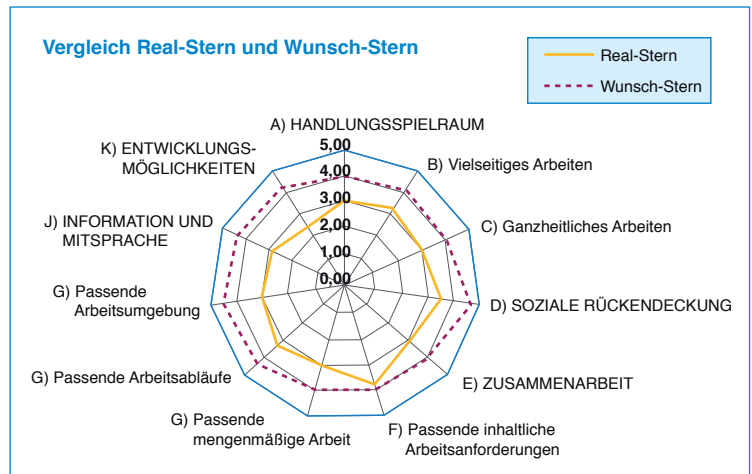 Vergleich Real-Stern und Wunsch-Stern
Real-Stern
Wunsch-Stern
A) HANDLUNGSSPIELRAUM
5,00
4,00
3,00
2,00
1,00
0,00
B) Vielseitiges Arbeiten
C) Ganzheitliches Arbeiten
D) SOZIALE RÜCKENDECKUNG
E) ZUSAMMENARBEIT
F) Passende inhaltliche
Arbeitsanforderungen
G) Passende
mengenmäßige Arbeit
G) Passende Arbeitsabläufe
G) Passende
Arbeitsumgebung
J) INFORMATION UND
MITSPRACHE
K) ENTWICKLUNGS-
MÖGLICHKEITEN